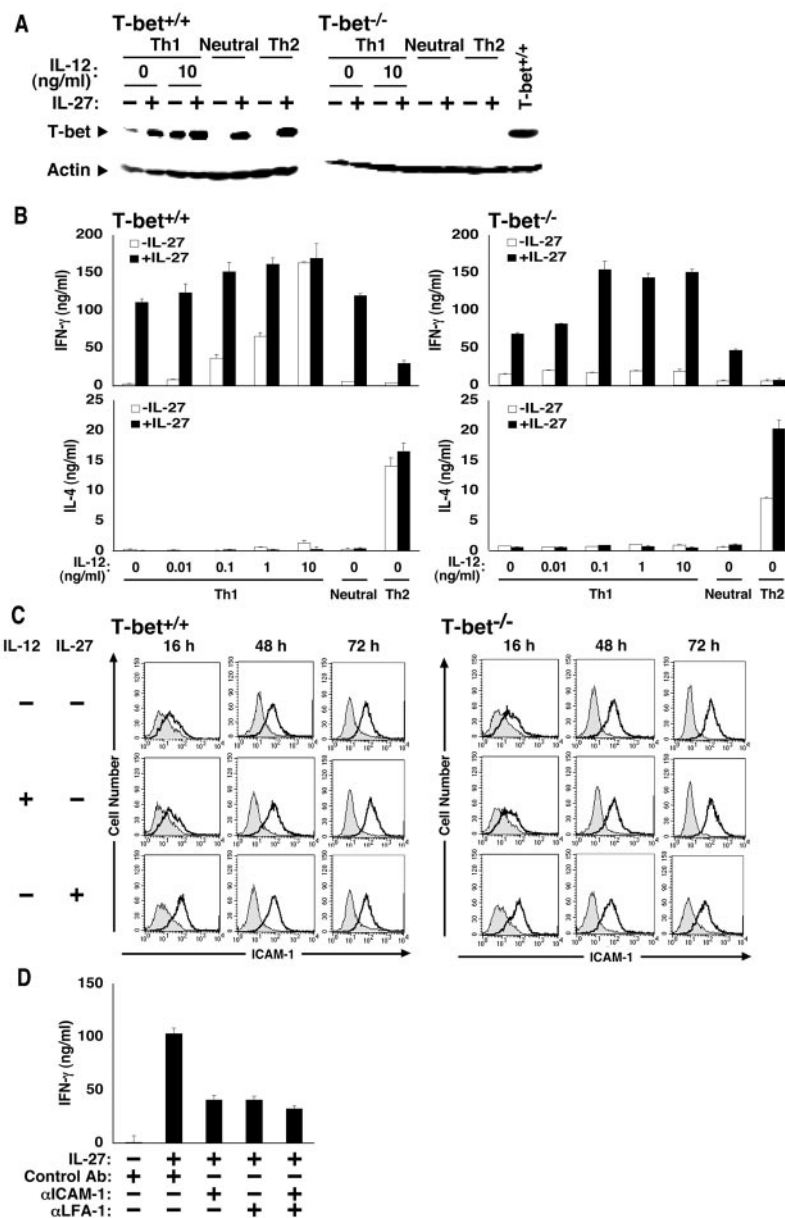 A
T-bet+/+
T-bet-/-
Th1 Neutral Th2 Th1 Neutral Th2 T-bet+/+
IL-12: (ng/ml) 0 10 0 10
IL-27: − + − + − + − + − + − + − + − +
T-bet
Actin
B
T-bet+/+
T-bet-/-
IFN-γ (ng/ml)
200
150
100
50
0
-IL-27
+IL-27
IFN-γ (ng/ml)
200
150
100
50
0
-IL-27
+IL-27
IL-4 (ng/ml)
25
20
15
10
5
0
-IL-27
+IL-27
IL-4 (ng/ml)
25
20
15
10
5
0
-IL-27
+IL-27
IL-12: (ng/ml) 0 0.01 0.1 1 10 0 0 0 0.01 0.1 1 10 0 0
Th1 Neutral Th2 Th1 Neutral Th2
C
T-bet+/+
T-bet-/-
IL-12 IL-27 16 h 48 h 72 h 16 h 48 h 72 h
− −
+ −
− +
Cell Number
Cell Number
ICAM-1 ICAM-1
D
IFN-γ (ng/ml)
150
100
50
0
IL-27: − + + + +
Control Ab: + + − − −
αICAM-1: − − + − +
αLFA-1: − − − + +